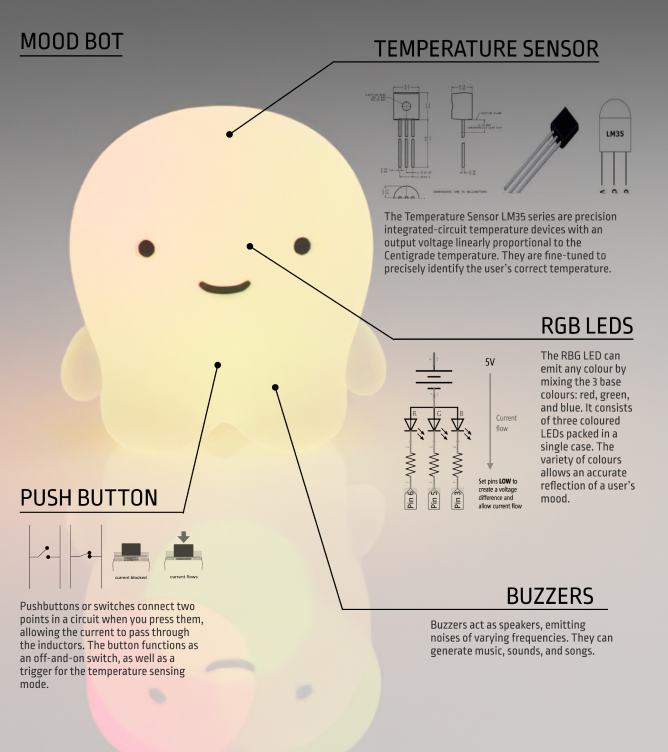 MOOD BOT
TEMPERATURE SENSOR
LM35
The Temperature Sensor LM35 series are precision
integrated-circuit temperature devices with an
output voltage linearly proportional to the
Centigrade temperature. They are fine-tuned to
precisely identify the user's correct temperature.
RGB LEDS
The RBG LED can
emit any colour by
mixing the 3 base
colours: red, green,
and blue. It consists
of three coloured
LEDs packed in a
single case. The
variety of colours
allows an accurate
reflection of a user's
mood.
5V
Current
flow
R G B
Set pins LOW to
create a voltage
difference and
allow current flow
Pin 6
Pin 5
Pin 3
PUSH BUTTON
current blocked
current flows
Pushbuttons or switches connect two
points in a circuit when you press them,
allowing the current to pass through
the inductors. The button functions as
an off-and-on switch, as well as a
trigger for the temperature sensing
mode.
BUZZERS
Buzzers act as speakers, emitting
noises of varying frequencies. They can
generate music, sounds, and songs.